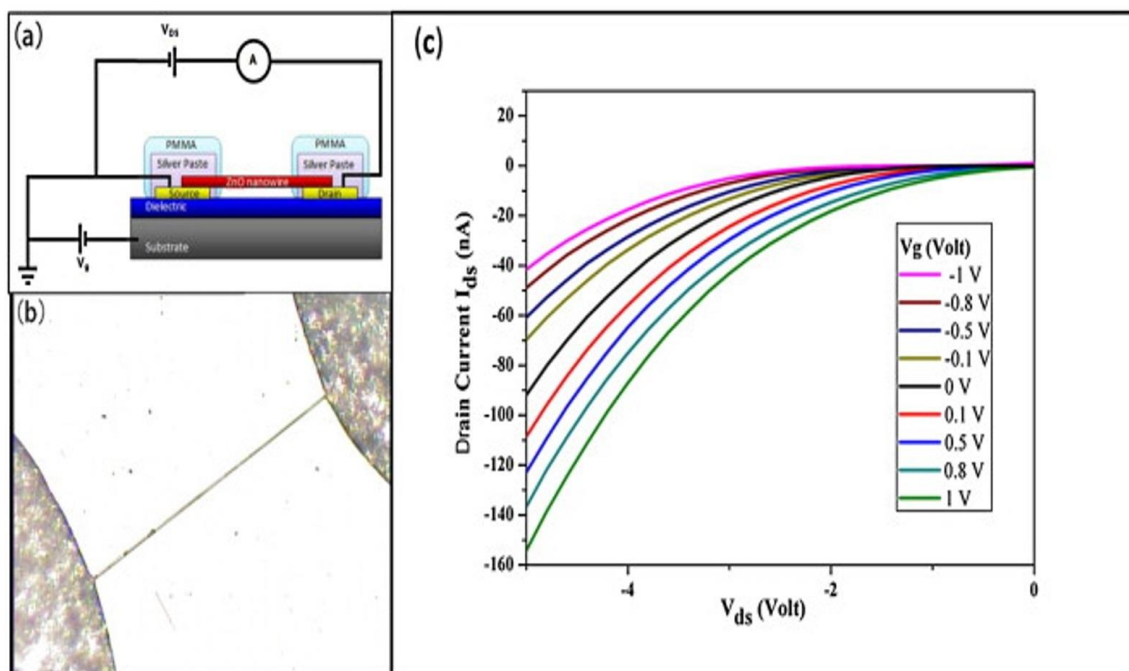 (a)
V_DS
A
PMMA
PMMA
Silver Paste
Silver Paste
ZnO nanowire
Source
Drain
Dielectric
Substrate
V_g
(b)
(c)
Drain Current I_ds (nA)
20
0
-20
-40
-60
-80
-100
-120
-140
-160
-4
-2
0
V_ds (Volt)
Vg (Volt)
-1 V
-0.8 V
-0.5 V
-0.1 V
0 V
0.1 V
0.5 V
0.8 V
1 V